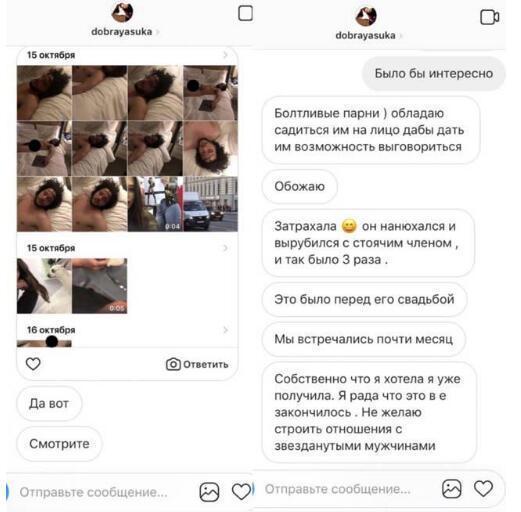 dobrayasuka >
15 октября >
0:04
15 октября >
0:05
16 октября >
Ответить
Да вот
Смотрите
Отправьте сообщение...
dobrayasuka >
Было бы интересно
Болтливые парни ) обладаю
садиться им на лицо дабы дать
им возможность выговориться
Обожаю
Затрахала 😄 он нанюхался и
вырубился с стоячим членом ,
и так было 3 раза .
Это было перед его свадьбой
Мы встречались почти месяц
Собственно что я хотела я уже
получила. Я рада что это в е
закончилось . Не желаю
строить отношения с
звезданутыми мужчинами
Отправьте сообщение...